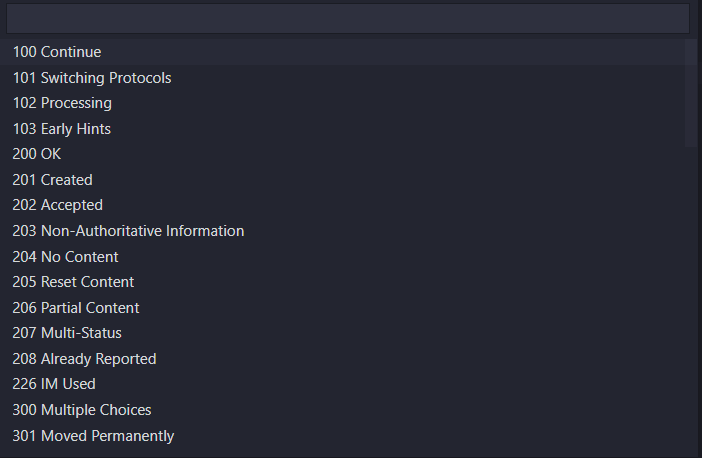 100 Continue
101 Switching Protocols
102 Processing
103 Early Hints
200 OK
201 Created
202 Accepted
203 Non-Authoritative Information
204 No Content
205 Reset Content
206 Partial Content
207 Multi-Status
208 Already Reported
226 IM Used
300 Multiple Choices
301 Moved Permanently